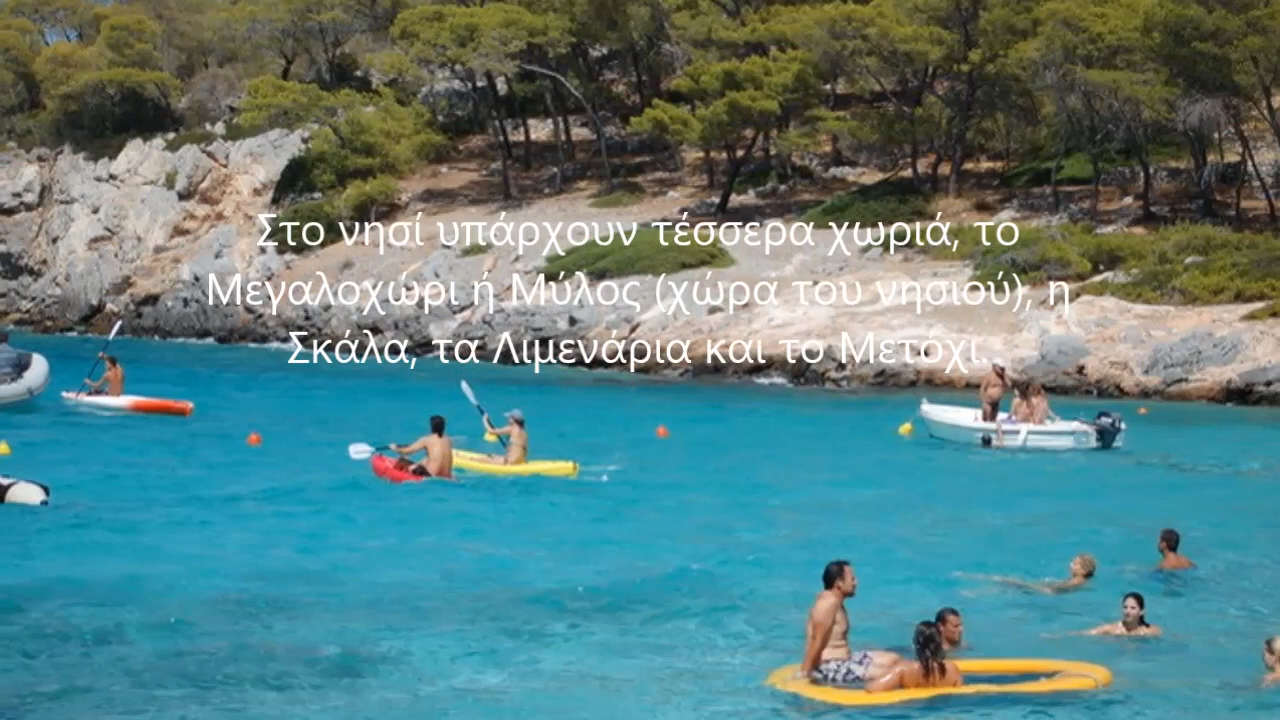 Στο νησί υπάρχουν τέσσερα χωριά, το
Μεγαλοχώρι ή Μύλος (χώρα του νησιού), η
Σκάλα, τα Λιμενάρια και το Μετόχι.